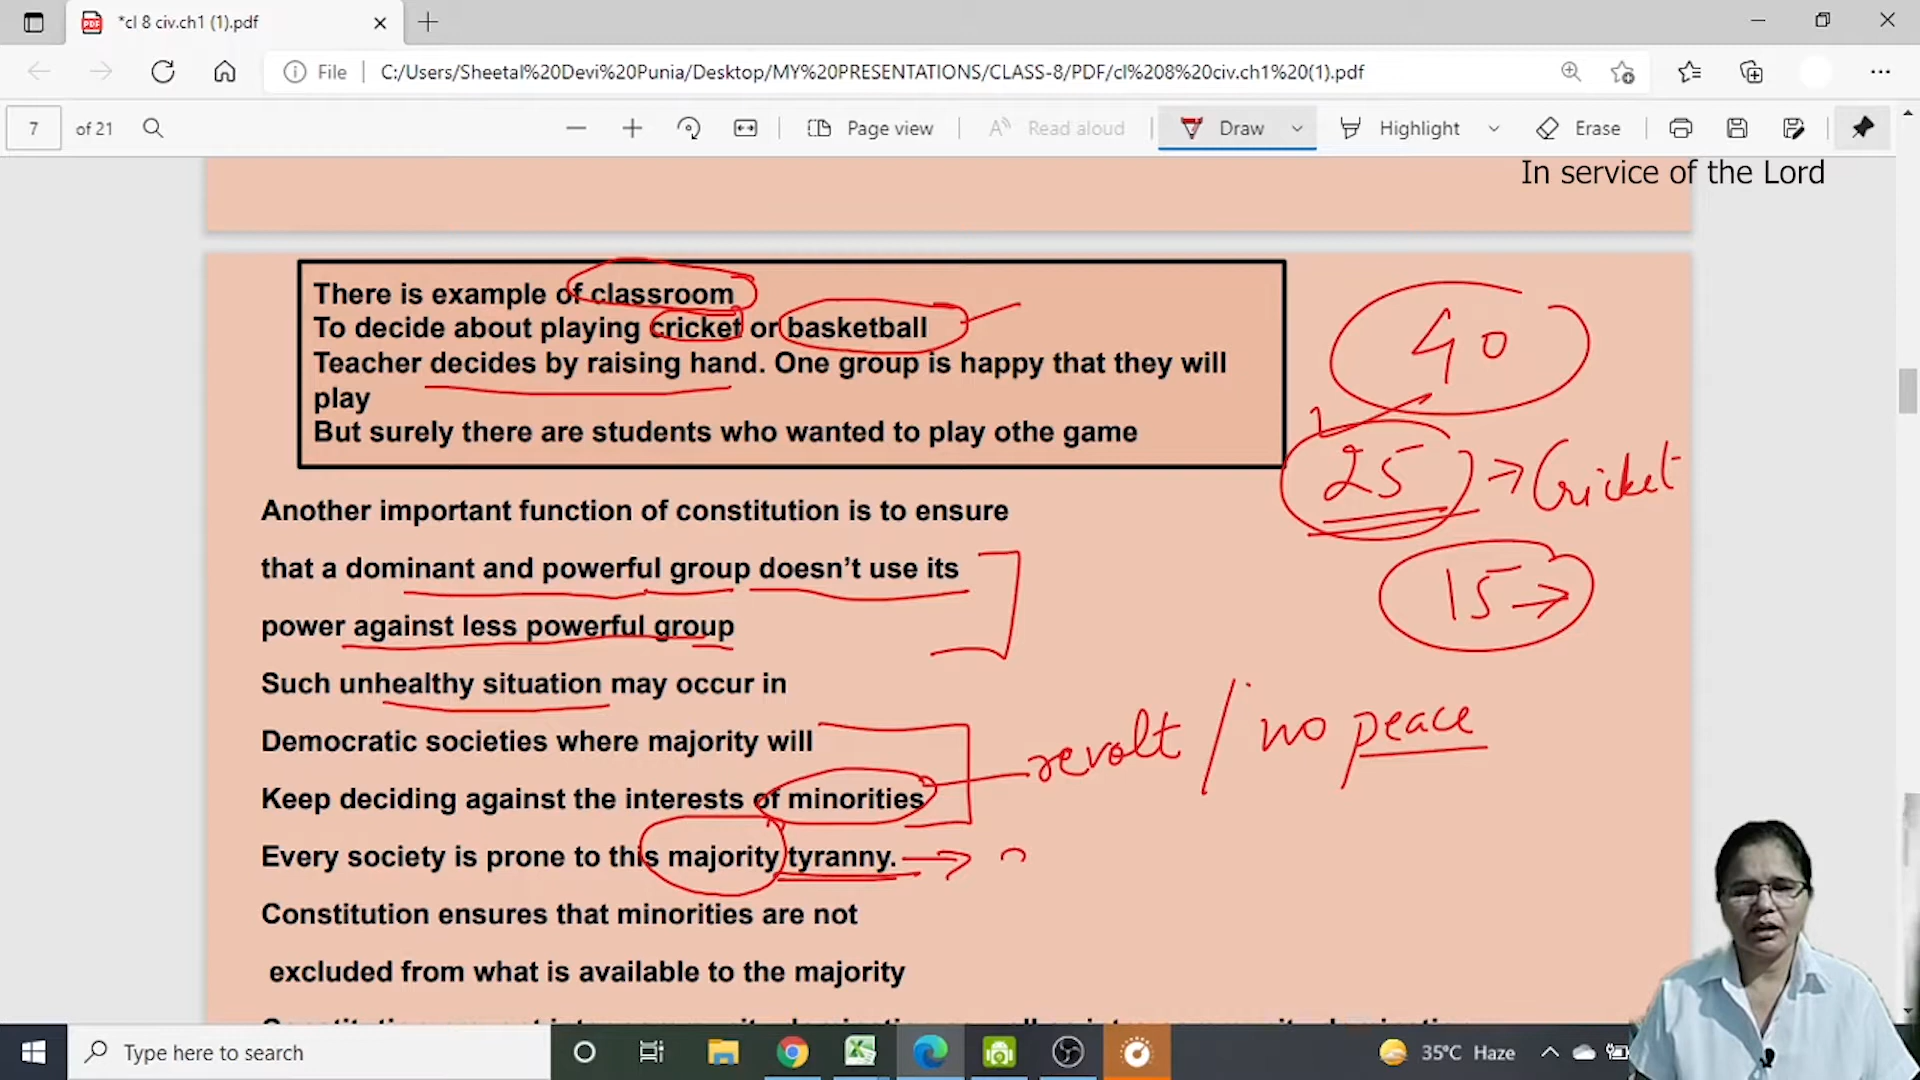 *cl 8 civ.ch1 (1).pdf
File
C:/Users/Sheetal%20Devi%20Punia/Desktop/MY%20PRESENTATIONS/CLASS-8/PDF/cl%208%20civ.ch1%20(1).pdf
7 of 21
Page view
Read aloud
Draw
Highlight
Erase
In service of the Lord
There is example of classroom
To decide about playing cricket or basketball
Teacher decides by raising hand. One group is happy that they will
play
But surely there are students who wanted to play othe game
40
25 → Cricket
15 →
Another important function of constitution is to ensure
that a dominant and powerful group doesn't use its
power against less powerful group
Such unhealthy situation may occur in
Democratic societies where majority will
revolt / no peace
Keep deciding against the interests of minorities
Every society is prone to this majority tyranny. →
Constitution ensures that minorities are not
excluded from what is available to the majority
Type here to search
35°C Haze